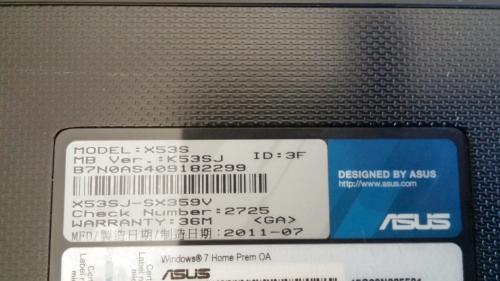 MODEL:X53S
MB Ver.:K53SJ ID:3F
B7N0AS409182299
X53SJ-SX359V
Check Number:2725
WARRANTY:36M <GA>
MFD/製造日期/製造日期:2011-07
DESIGNED BY ASUS
http://www.asus.com
ASUS
Windows® 7 Home Prem OA
ASUS